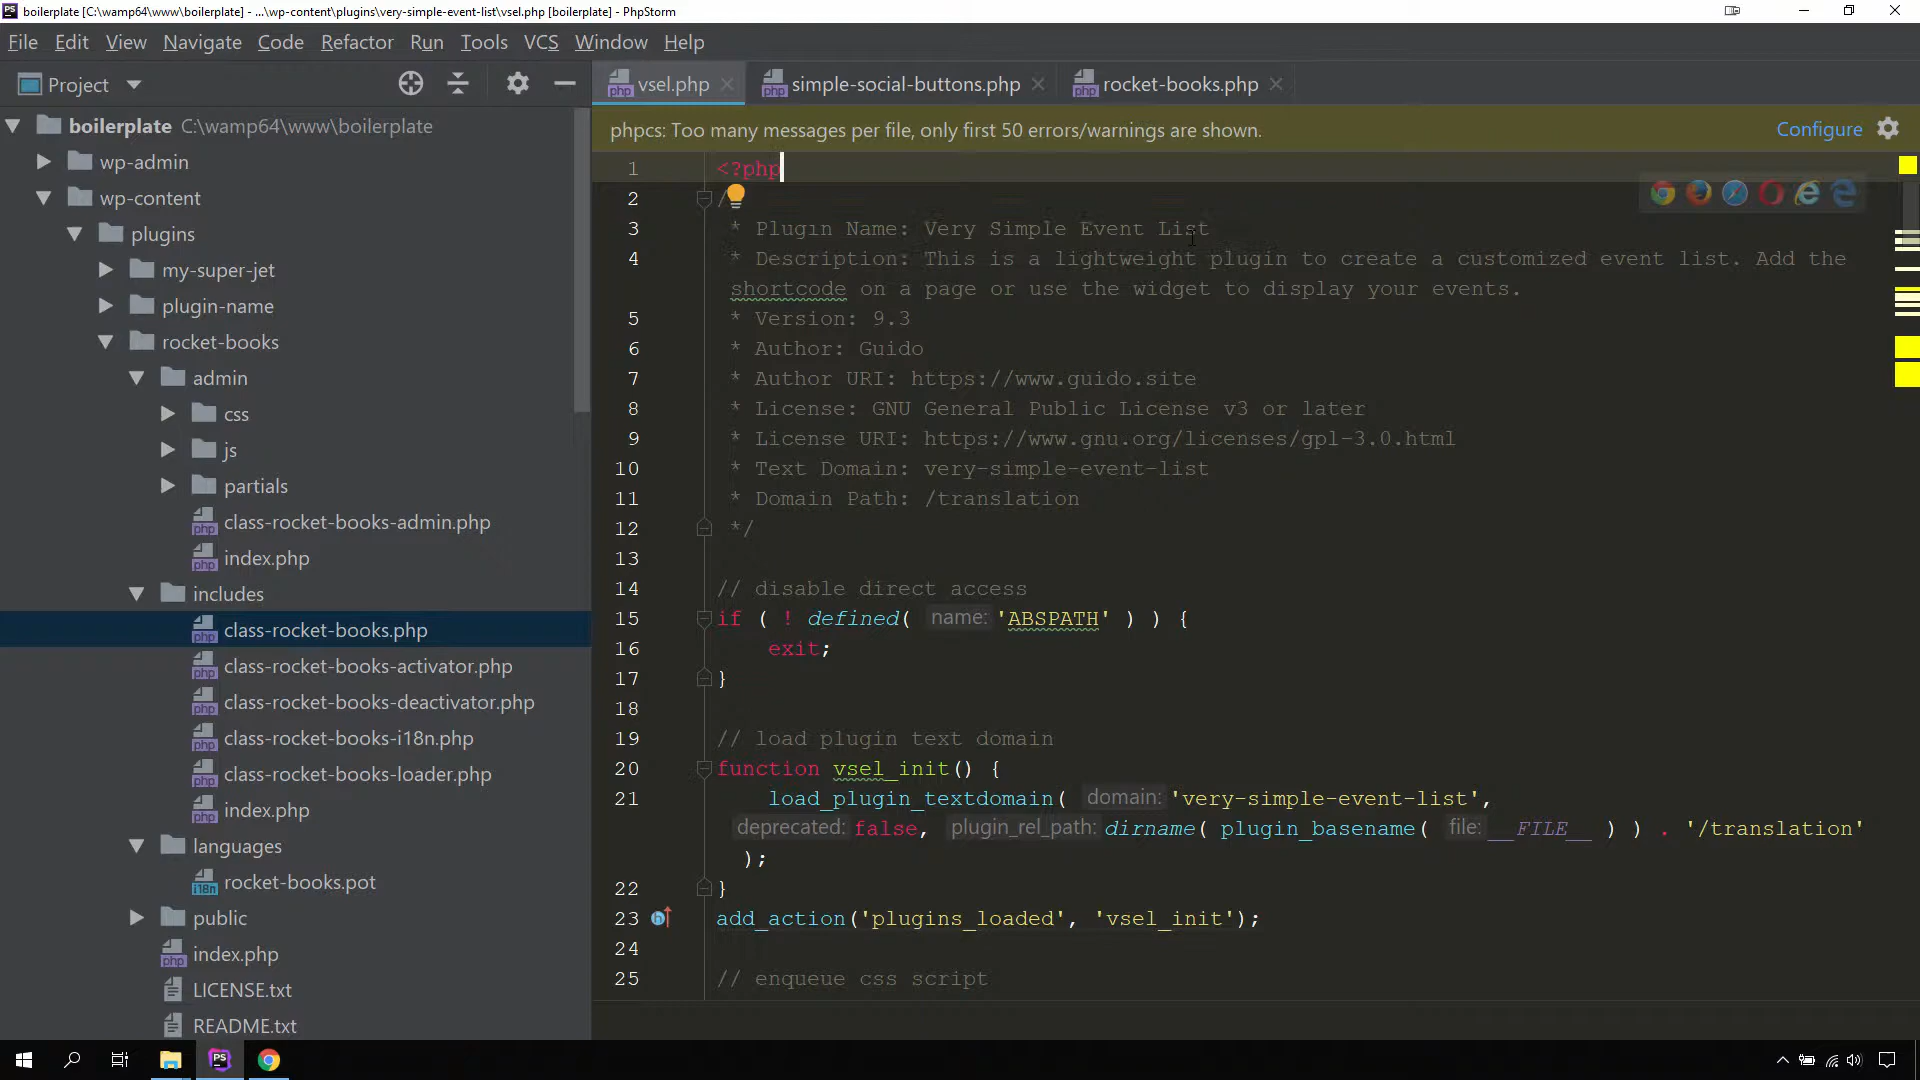 boilerplate [C:\wamp64\www\boilerplate] - ...\wp-content\plugins\very-simple-event-list\vsel.php [boilerplate] - PhpStorm
File Edit View Navigate Code Refactor Run Tools VCS Window Help
Project
vsel.php
simple-social-buttons.php
rocket-books.php
boilerplate C:\wamp64\www\boilerplate
wp-admin
wp-content
plugins
my-super-jet
plugin-name
rocket-books
admin
css
js
partials
class-rocket-books-admin.php
index.php
includes
class-rocket-books.php
class-rocket-books-activator.php
class-rocket-books-deactivator.php
class-rocket-books-i18n.php
class-rocket-books-loader.php
index.php
languages
rocket-books.pot
public
index.php
LICENSE.txt
README.txt
phpcs: Too many messages per file, only first 50 errors/warnings are shown.
Configure
1 <?php
2 /
3 * Plugin Name: Very Simple Event List
4 * Description: This is a lightweight plugin to create a customized event list. Add the
shortcode on a page or use the widget to display your events.
5 * Version: 9.3
6 * Author: Guido
7 * Author URI: https://www.guido.site
8 * License: GNU General Public License v3 or later
9 * License URI: https://www.gnu.org/licenses/gpl-3.0.html
10 * Text Domain: very-simple-event-list
11 * Domain Path: /translation
12 */
13
14 // disable direct access
15 if ( ! defined( name: 'ABSPATH' ) ) {
16 exit;
17 }
18
19 // load plugin text domain
20 function vsel_init() {
21 load_plugin_textdomain( domain: 'very-simple-event-list',
deprecated: false, plugin_rel_path: dirname( plugin_basename( file: __FILE__ ) ) . '/translation'
);
22 }
23 add_action('plugins_loaded', 'vsel_init');
24
25 // enqueue css script